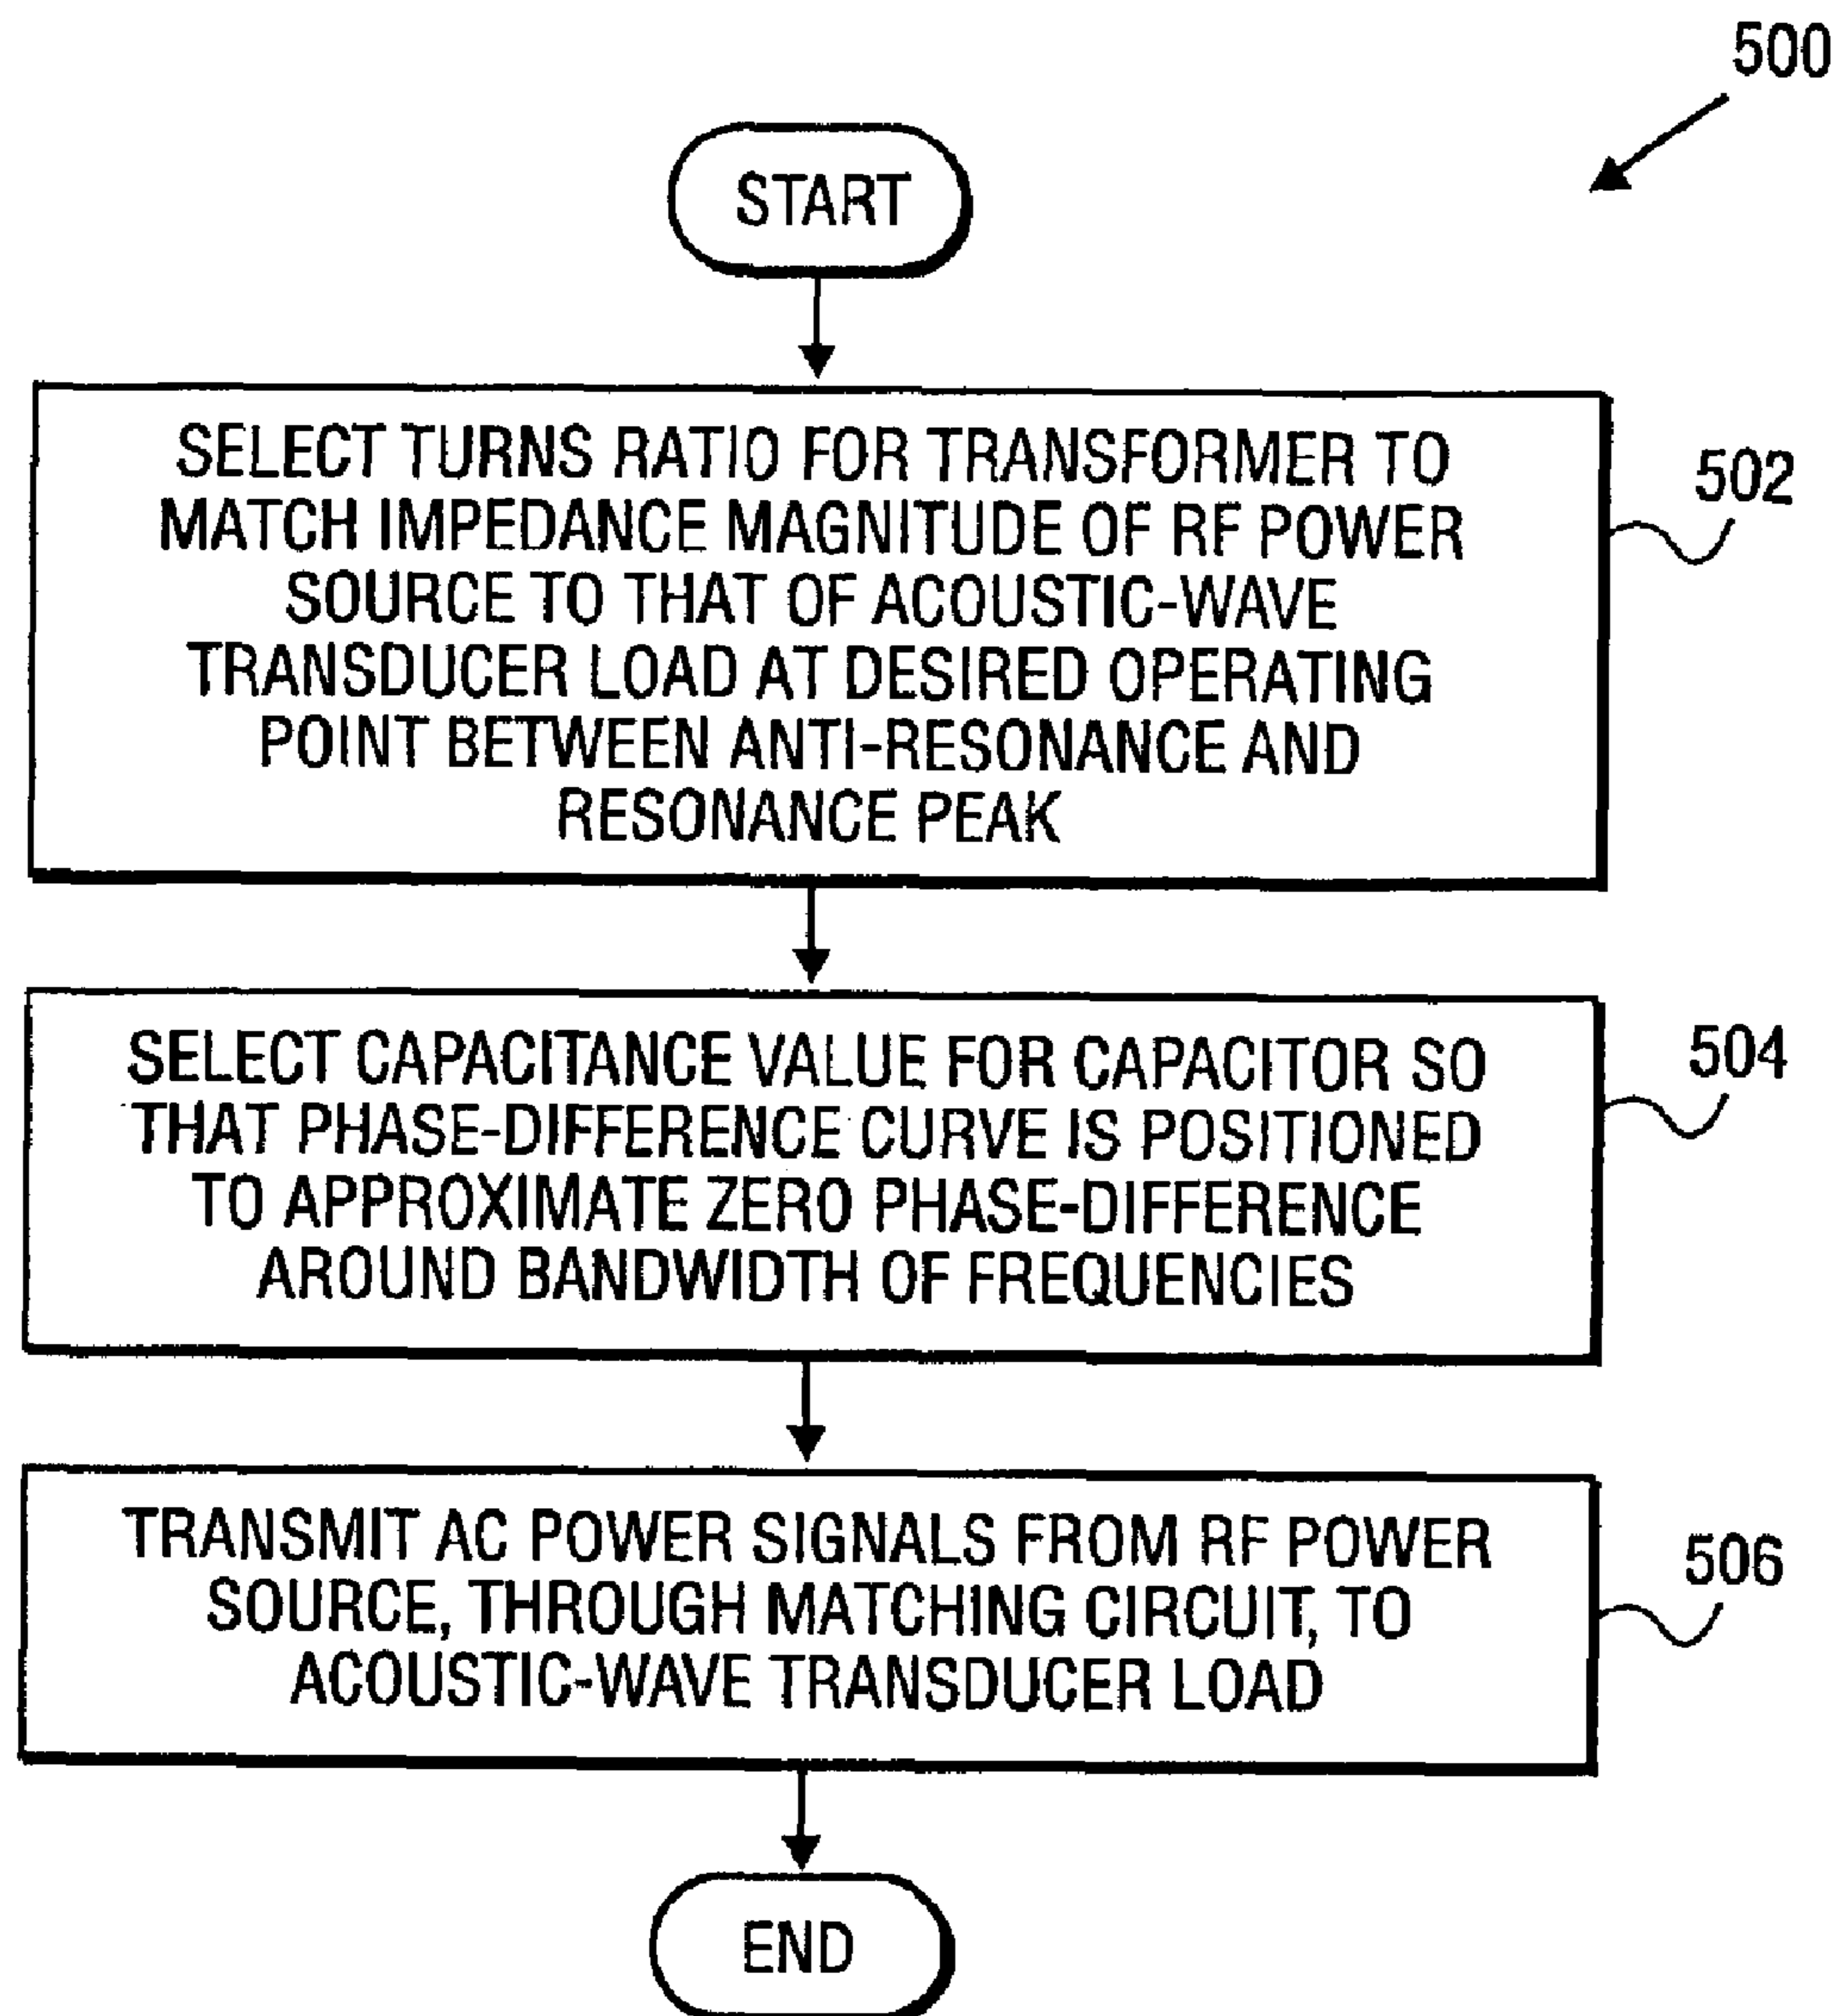 500
START
SELECT TURNS RATIO FOR TRANSFORMER TO
MATCH IMPEDANCE MAGNITUDE OF RF POWER
SOURCE TO THAT OF ACOUSTIC-WAVE
TRANSDUCER LOAD AT DESIRED OPERATING
POINT BETWEEN ANTI-RESONANCE AND
RESONANCE PEAK
502
SELECT CAPACITANCE VALUE FOR CAPACITOR SO
THAT PHASE-DIFFERENCE CURVE IS POSITIONED
TO APPROXIMATE ZERO PHASE-DIFFERENCE
AROUND BANDWIDTH OF FREQUENCIES
504
TRANSMIT AC POWER SIGNALS FROM RF POWER
SOURCE, THROUGH MATCHING CIRCUIT, TO
ACOUSTIC-WAVE TRANSDUCER LOAD
506
END